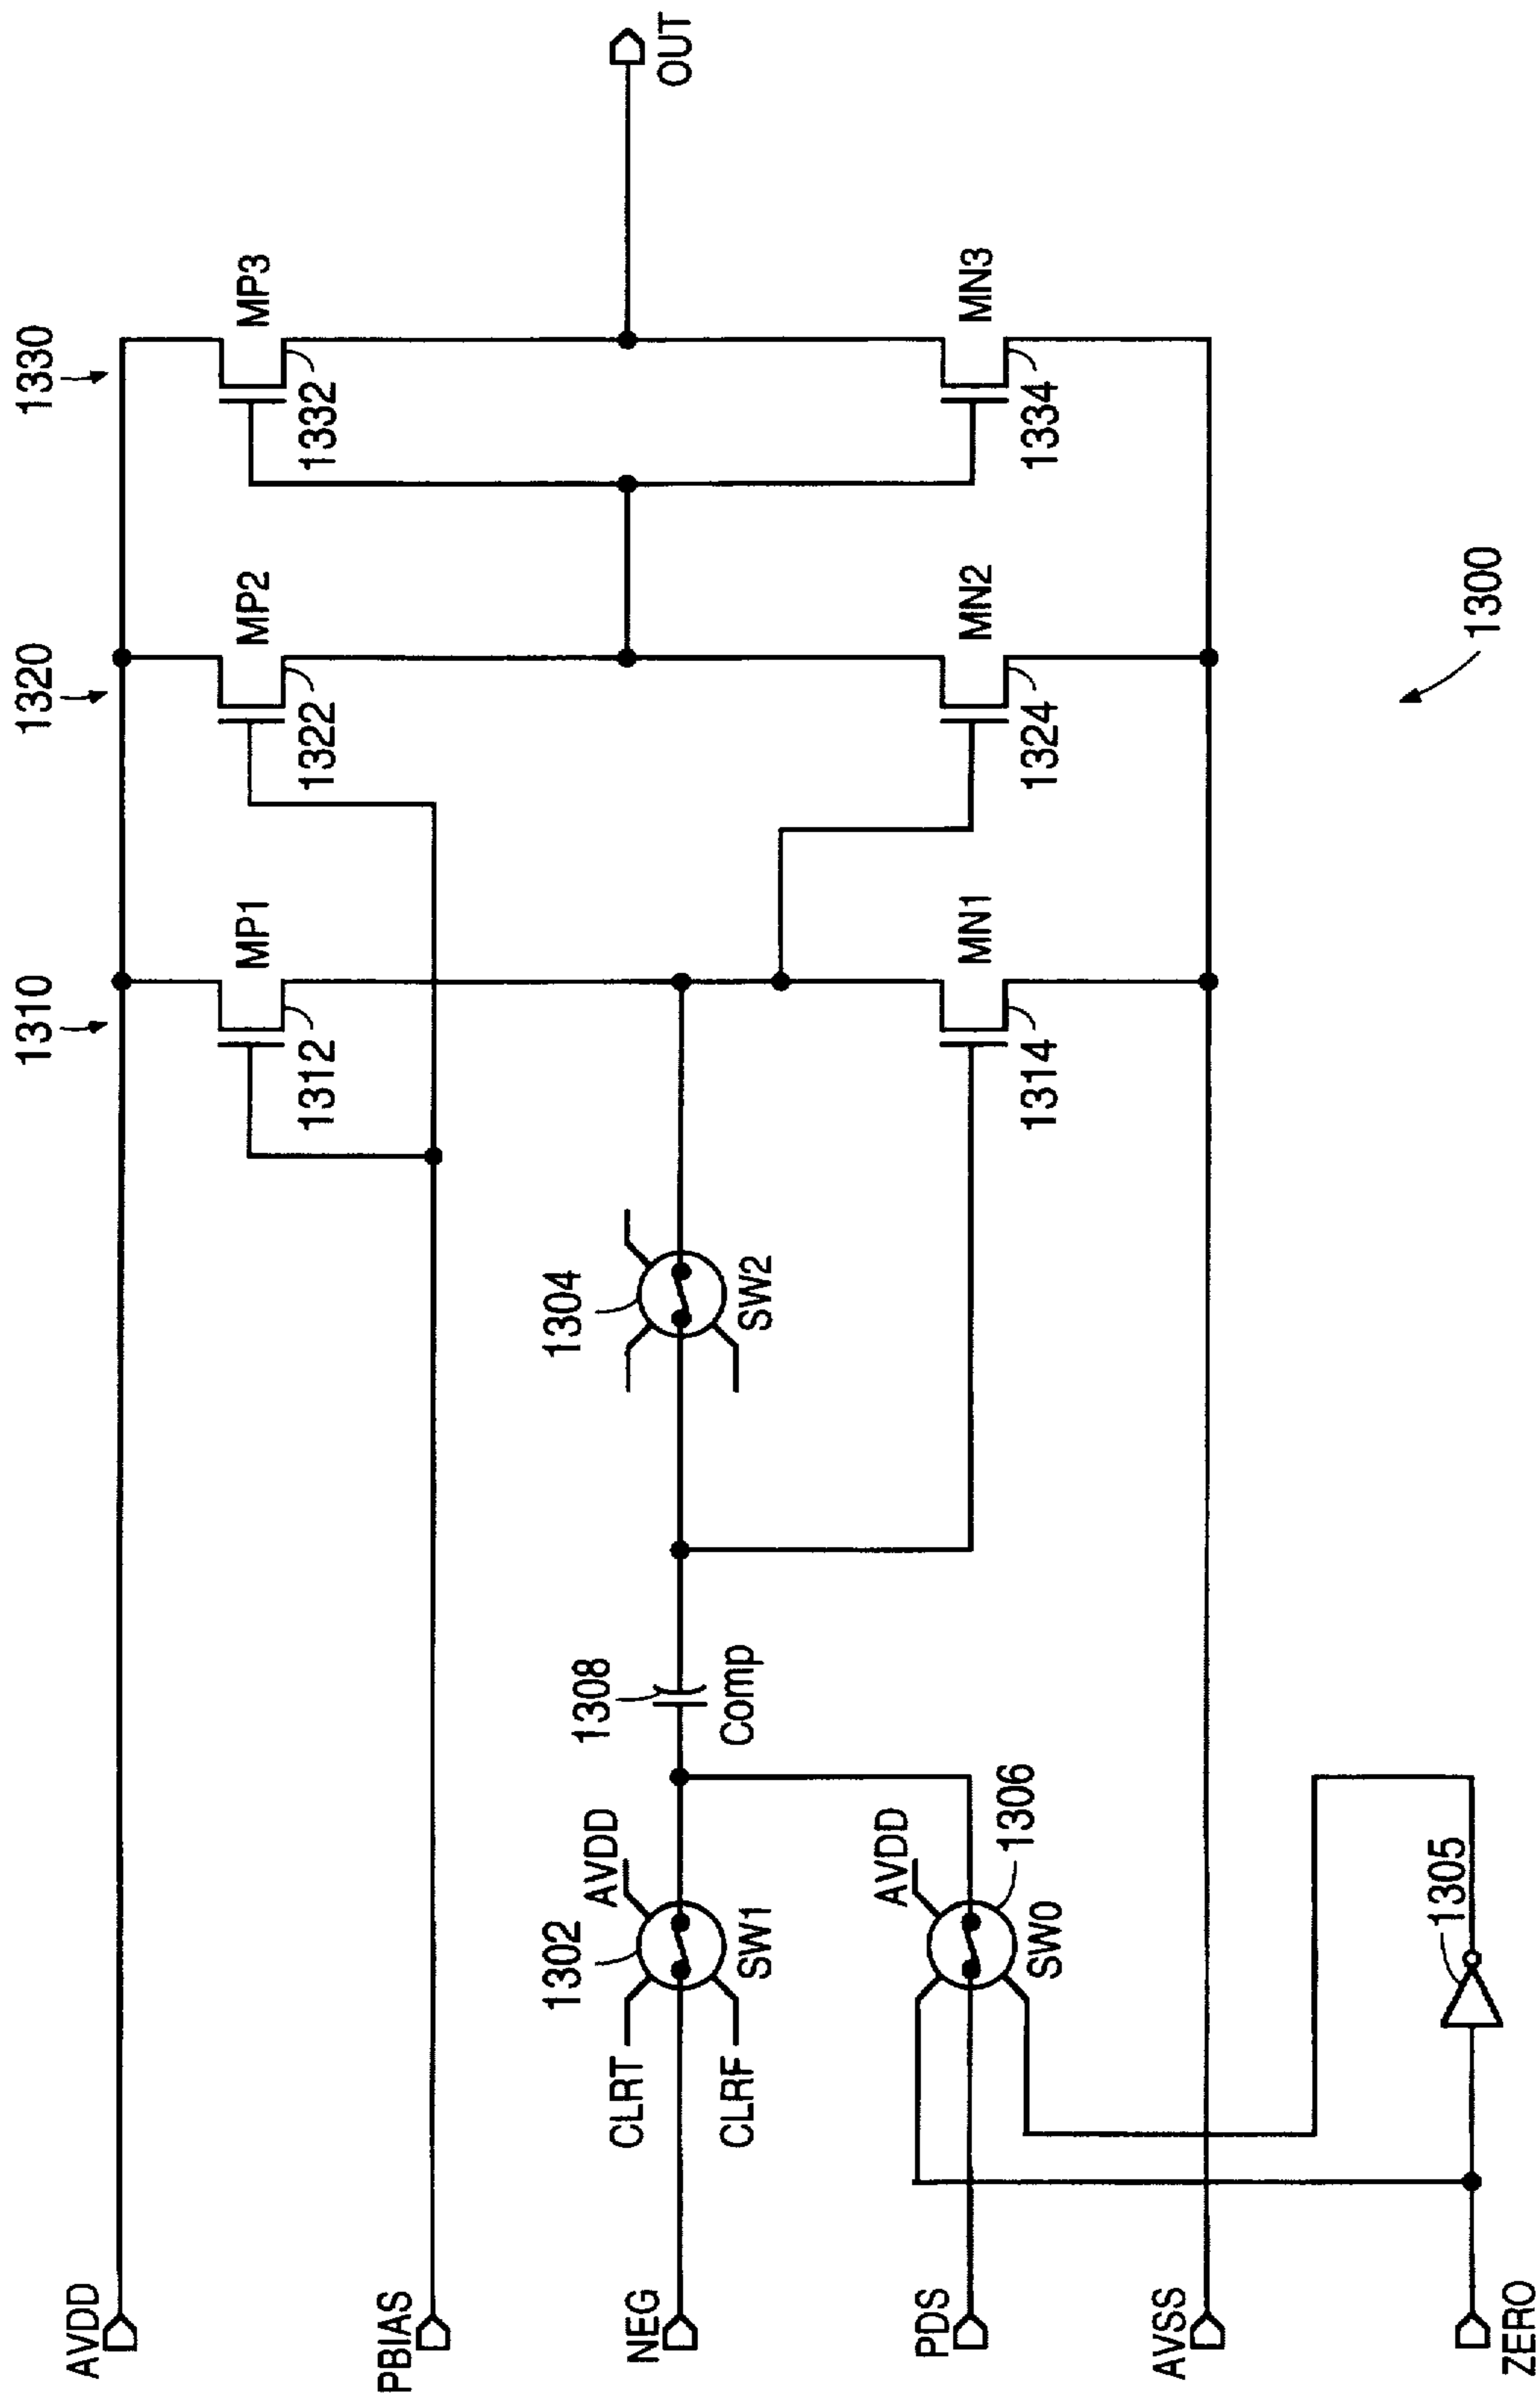 1310
1320
1330
AVDD
MP1
1312
MP2
1322
MP3
1332
PBIAS
OUT
1302
AVDD
1308
1304
CLRT
NEG
CLRF
SW1
Comp
SW2
AVDD
PDS
SW0
1306
MN1
1314
MN2
1324
MN3
1334
AVSS
1305
ZERO
1300